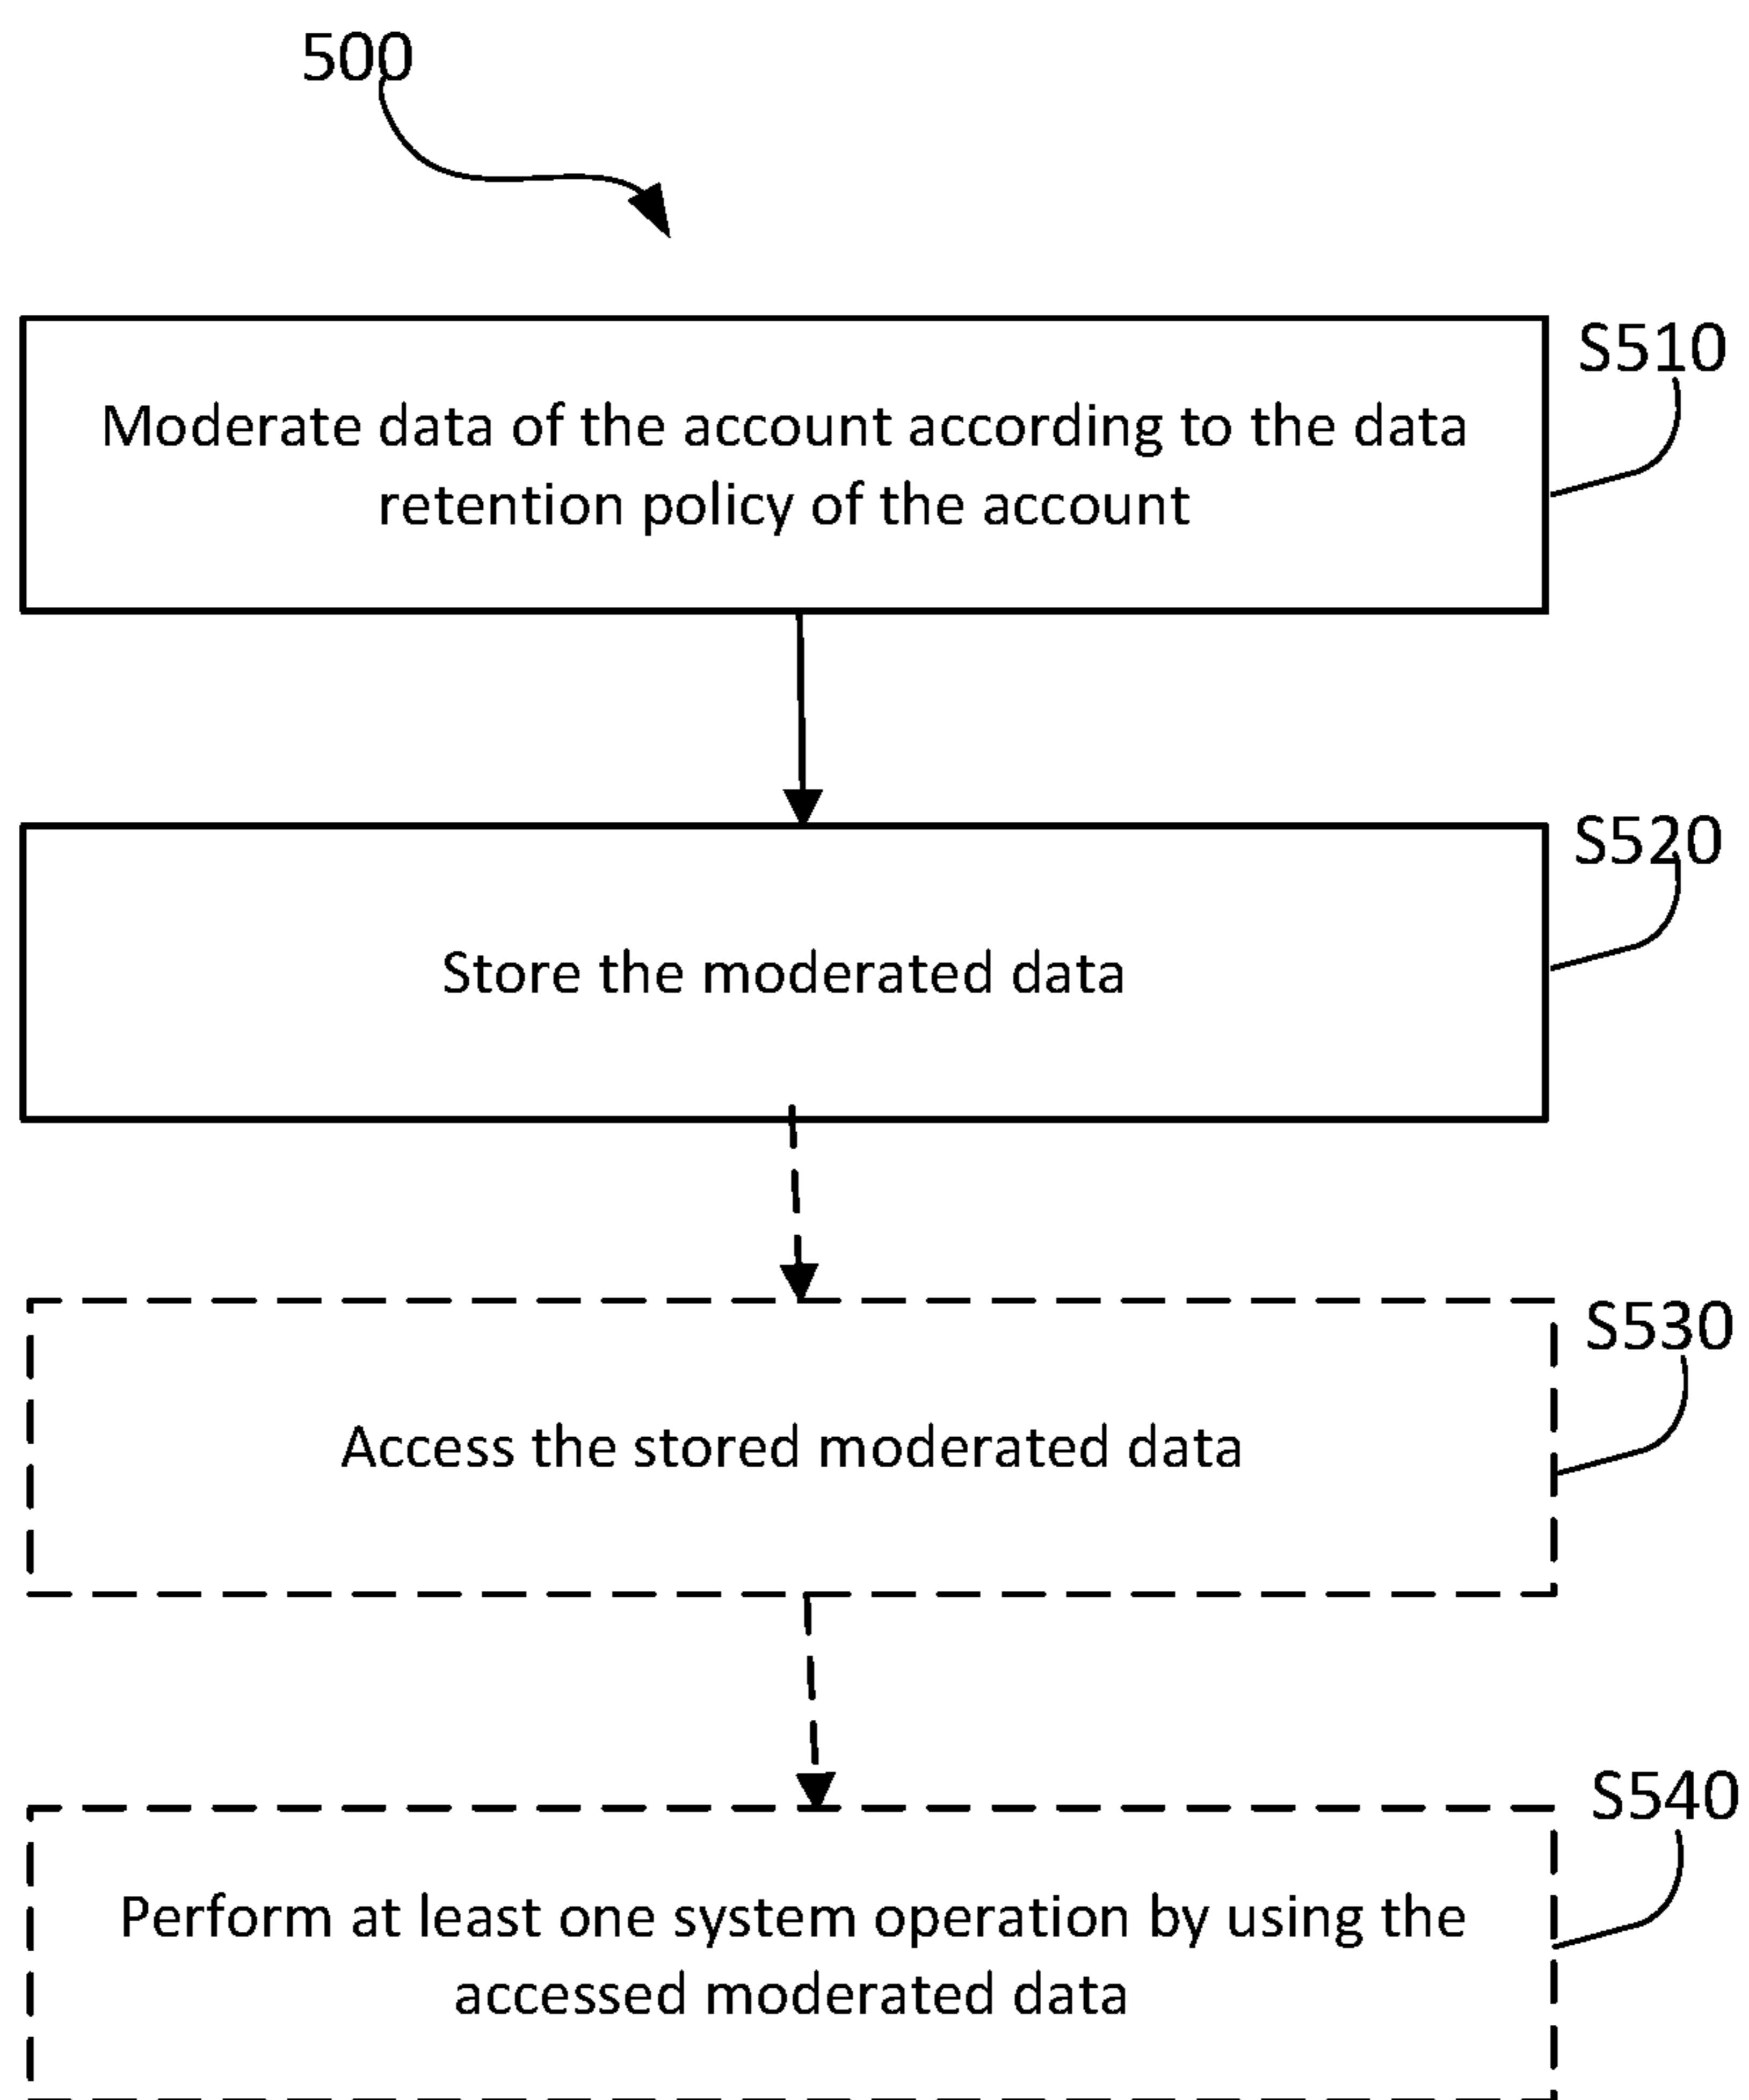 500
S510
Moderate data of the account according to the data
retention policy of the account
S520
Store the moderated data
S530
Access the stored moderated data
S540
Perform at least one system operation by using the
accessed moderated data